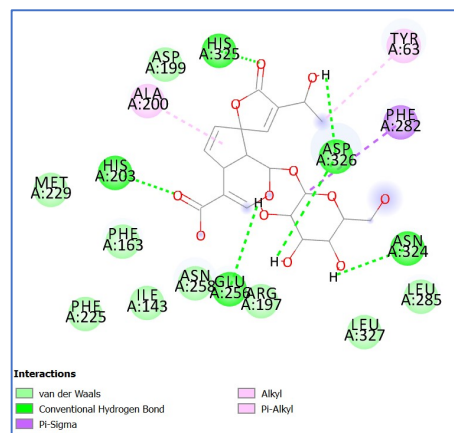 HIS
A:325
TYR
A:63
ASP
A:199
O
H
O
ALA
A:200
O
PHE
A:282
ASP
A:326
HIS
A:203
O
O
O
MET
A:229
O
H
O
O
O
PHE
A:163
O
O
H
O
H
ASN
A:324
ASN
A:258
GLU
A:256
ARG
A:197
LEU
A:285
PHE
A:225
ILE
A:143
LEU
A:327
Interactions
van der Waals
Alkyl
Conventional Hydrogen Bond
Pi-Alkyl
Pi-Sigma